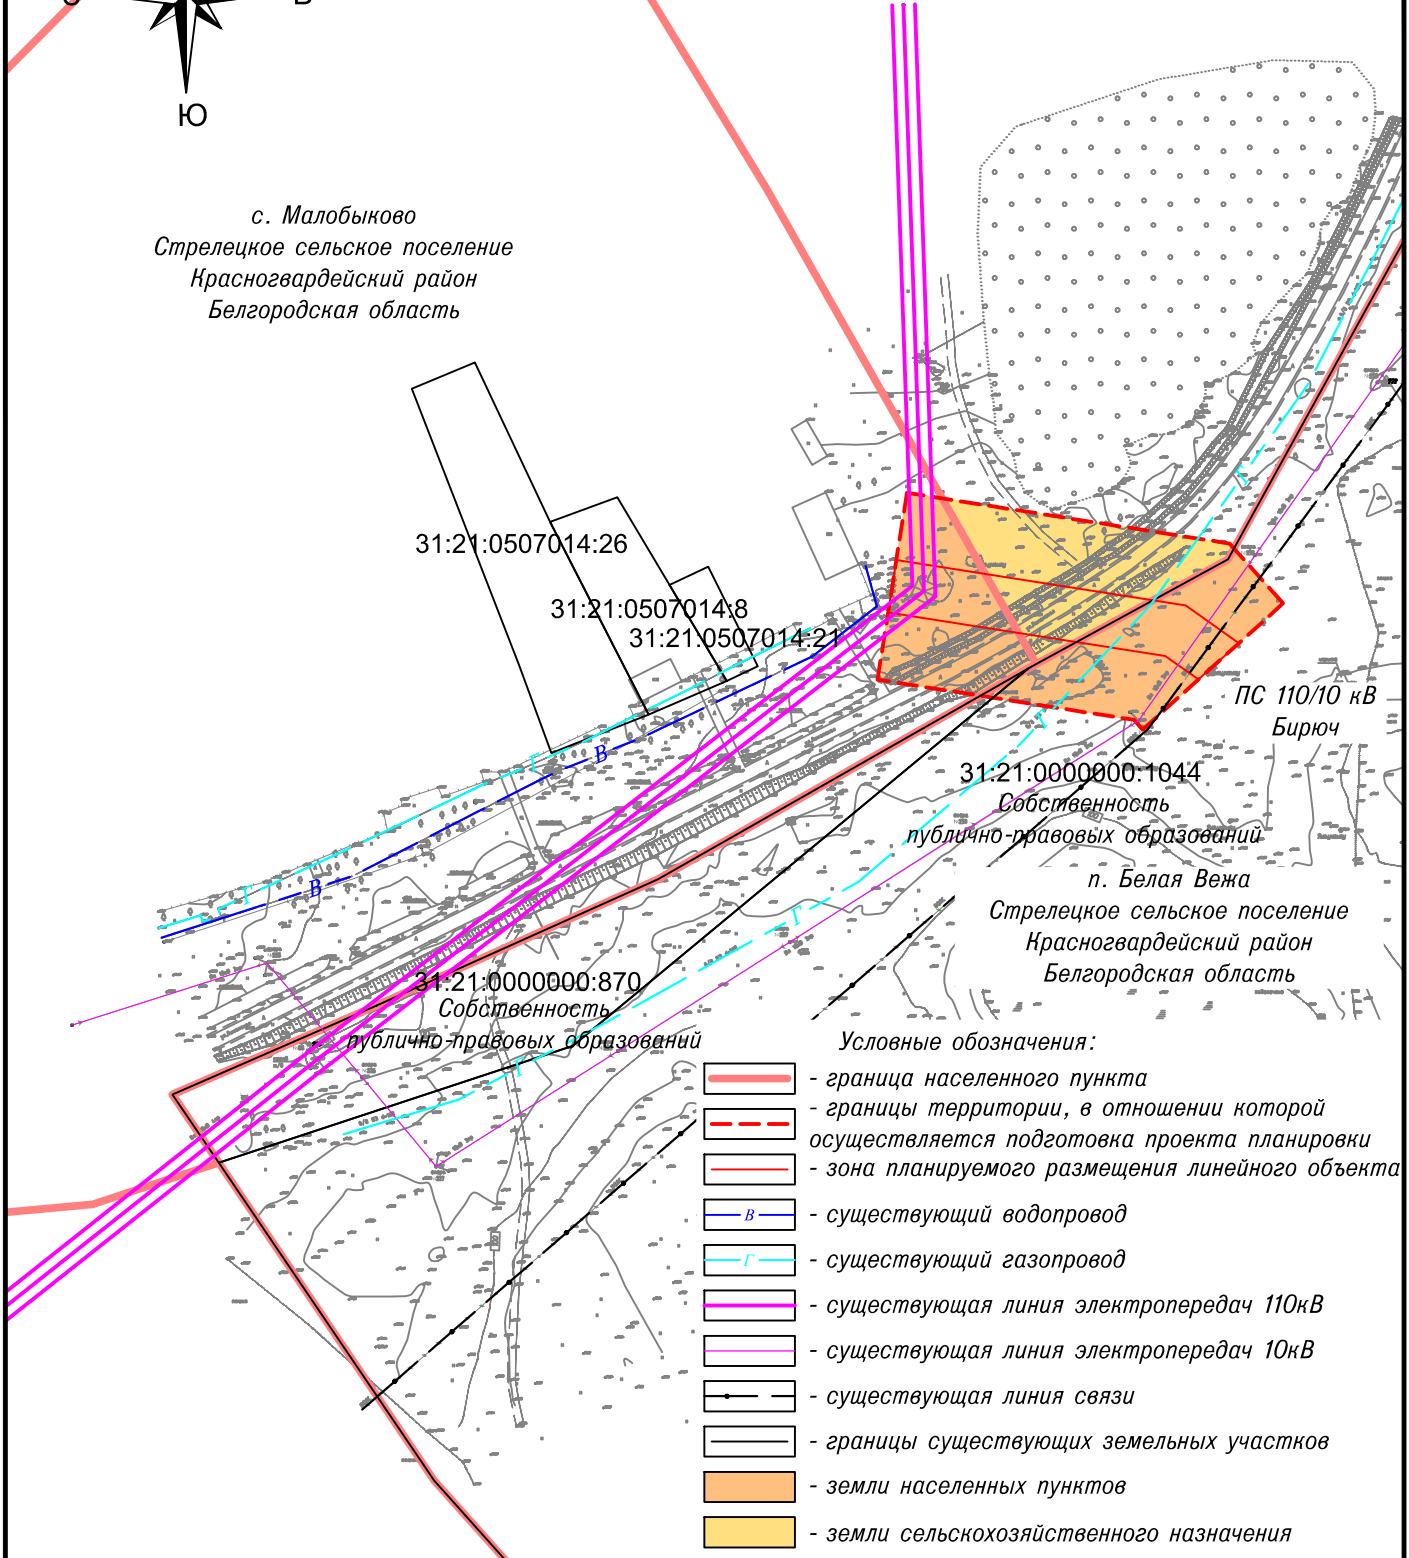 Ю
с. Малобыково
Стрелецкое сельское поселение
Красногвардейский район
Белгородская область
31:21:0507014:26
31:21:0507014:8
31:21:0507014:21
Г
Г
В
Г
В
Г
Г
Г
ПС 110/10 кВ
Бирюч
31:21:0000000:1044
Собственность
публично-правовых образований
п. Белая Вежа
Стрелецкое сельское поселение
Красногвардейский район
Белгородская область
31:21:0000000:870
Собственность
публично-правовых образований
Условные обозначения:
- граница населенного пункта
- границы территории, в отношении которой
осуществляется подготовка проекта планировки
- зона планируемого размещения линейного объекта
В - существующий водопровод
Г - существующий газопровод
- существующая линия электропередач 110кВ
- существующая линия электропередач 10кВ
- существующая линия связи
- границы существующих земельных участков
- земли населенных пунктов
- земли сельскохозяйственного назначения